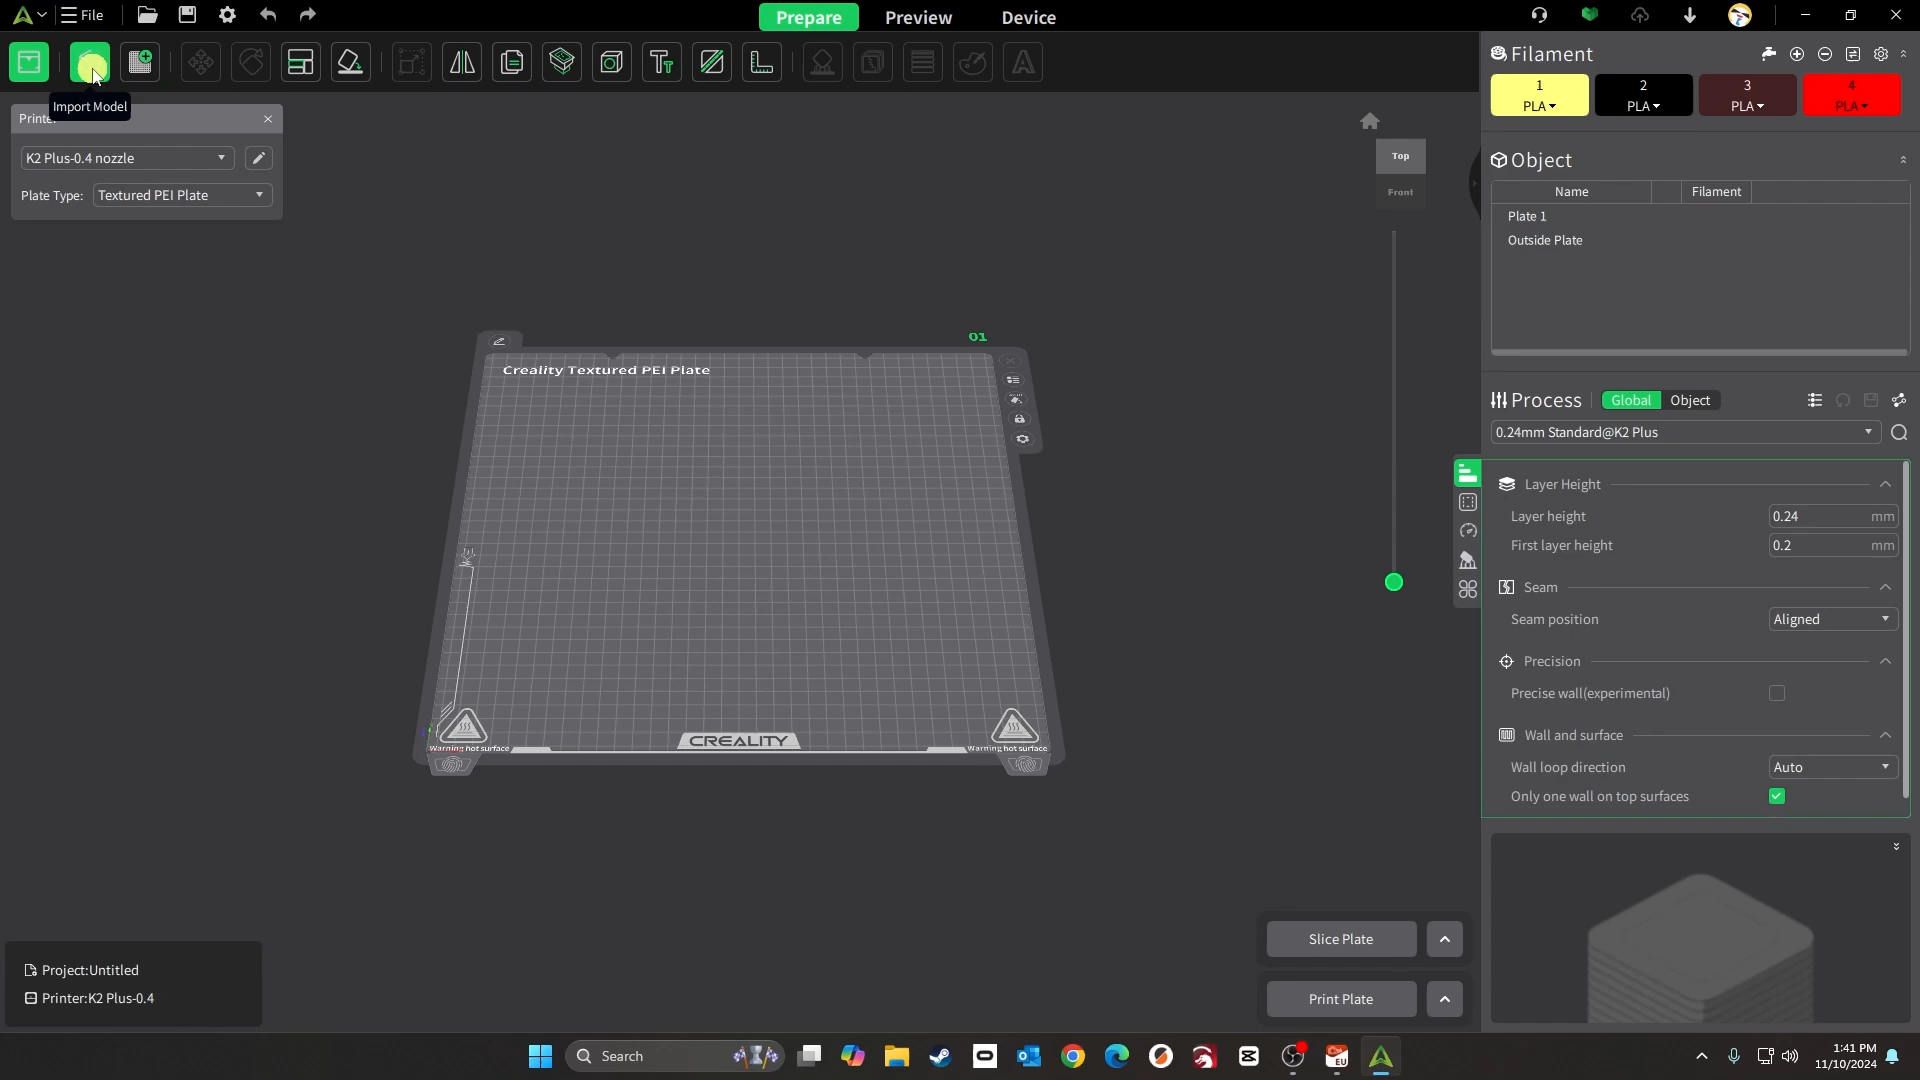 File
Prepare
Preview
Device
Import Model
Printe
K2 Plus-0.4 nozzle
Plate Type:
Textured PEI Plate
Top
Front
01
Creality Textured PEI Plate
Warning hot surface
CREALITY
Warning hot surface
Project:Untitled
Printer:K2 Plus-0.4
Slice Plate
Print Plate
Filament
1
PLA
2
PLA
3
PLA
4
PLA
Object
Name
Filament
Plate 1
Outside Plate
Process
Global
Object
0.24mm Standard@K2 Plus
Layer Height
Layer height
0.24 mm
First layer height
0.2 mm
Seam
Seam position
Aligned
Precision
Precise wall(experimental)
Wall and surface
Wall loop direction
Auto
Only one wall on top surfaces
Search
EU
1:41 PM
11/10/2024